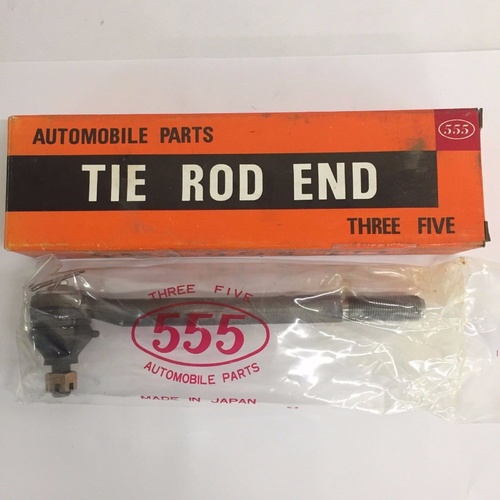 AUTOMOBILE PARTS
555
TIE ROD END
THREE FIVE
THREE FIVE
555
AUTOMOBILE PARTS
MADE IN JAPAN